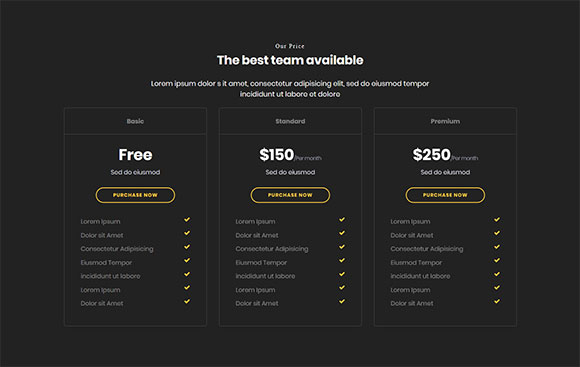 Our Price
The best team available
Lorem ipsum dolor s it amet, consectetur adipisicing elit, sed do eiusmod tempor
incididunt ut labore et dolore
Basic
Free
Sed do eiusmod
PURCHASE NOW
Lorem Ipsum
Dolor sit Amet
Consectetur Adipisicing
Eiusmod Tempor
incididunt ut labore
Lorem Ipsum
Dolor sit Amet
Standard
$150/Per month
Sed do eiusmod
PURCHASE NOW
Lorem Ipsum
Dolor sit Amet
Consectetur Adipisicing
Eiusmod Tempor
incididunt ut labore
Lorem Ipsum
Dolor sit Amet
Premium
$250/Per month
Sed do eiusmod
PURCHASE NOW
Lorem Ipsum
Dolor sit Amet
Consectetur Adipisicing
Eiusmod Tempor
incididunt ut labore
Lorem Ipsum
Dolor sit Amet